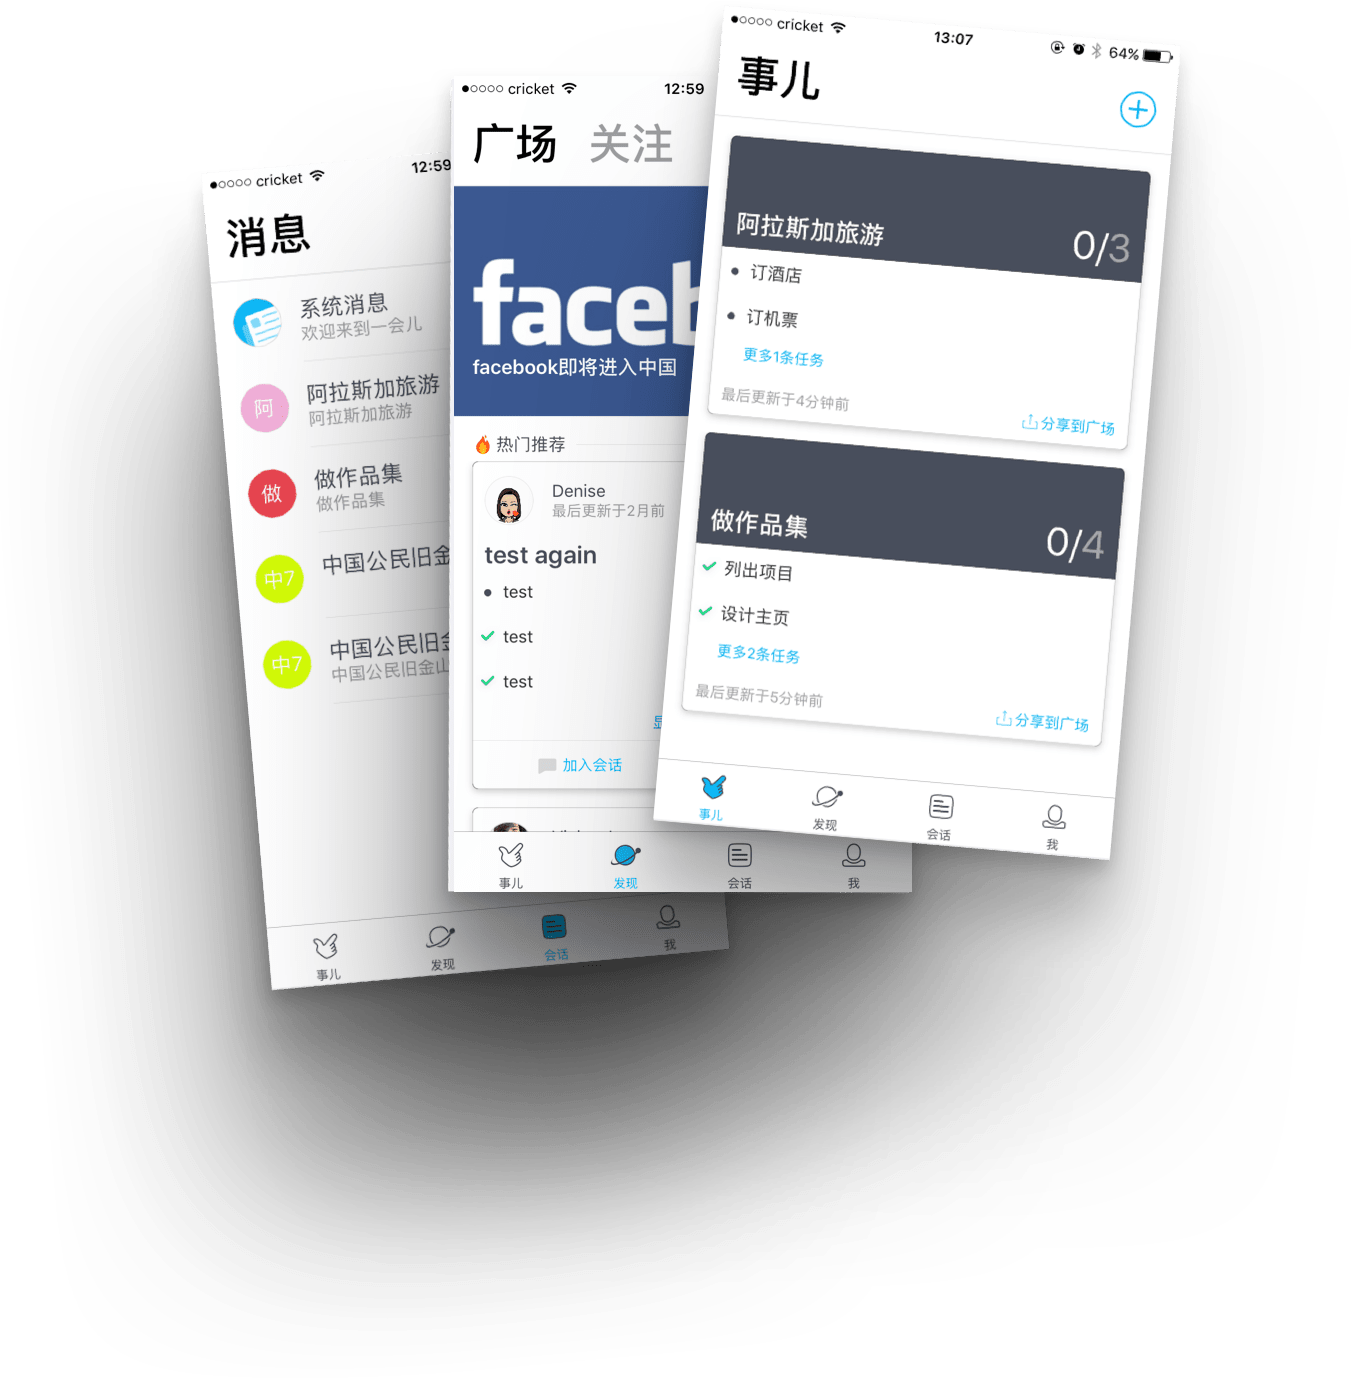 cricket 12:59
消息
系统消息
欢迎来到一会儿
阿
阿拉斯加旅游
阿拉斯加旅游
做
做作品集
做作品集
中7
中国公民旧金
中7
中国公民旧金
中国公民旧金山
事儿 发现 会话 我
cricket 12:59
广场 关注
faceb
facebook即将进入中国
热门推荐
Denise
最后更新于2月前
test again
test
test
test
加入会话
事儿 发现 会话 我
cricket 13:07 64%
事儿
阿拉斯加旅游 0/3
订酒店
订机票
更多1条任务
最后更新于4分钟前
分享到广场
做作品集 0/4
列出项目
设计主页
更多2条任务
最后更新于5分钟前
分享到广场
事儿 发现 会话 我